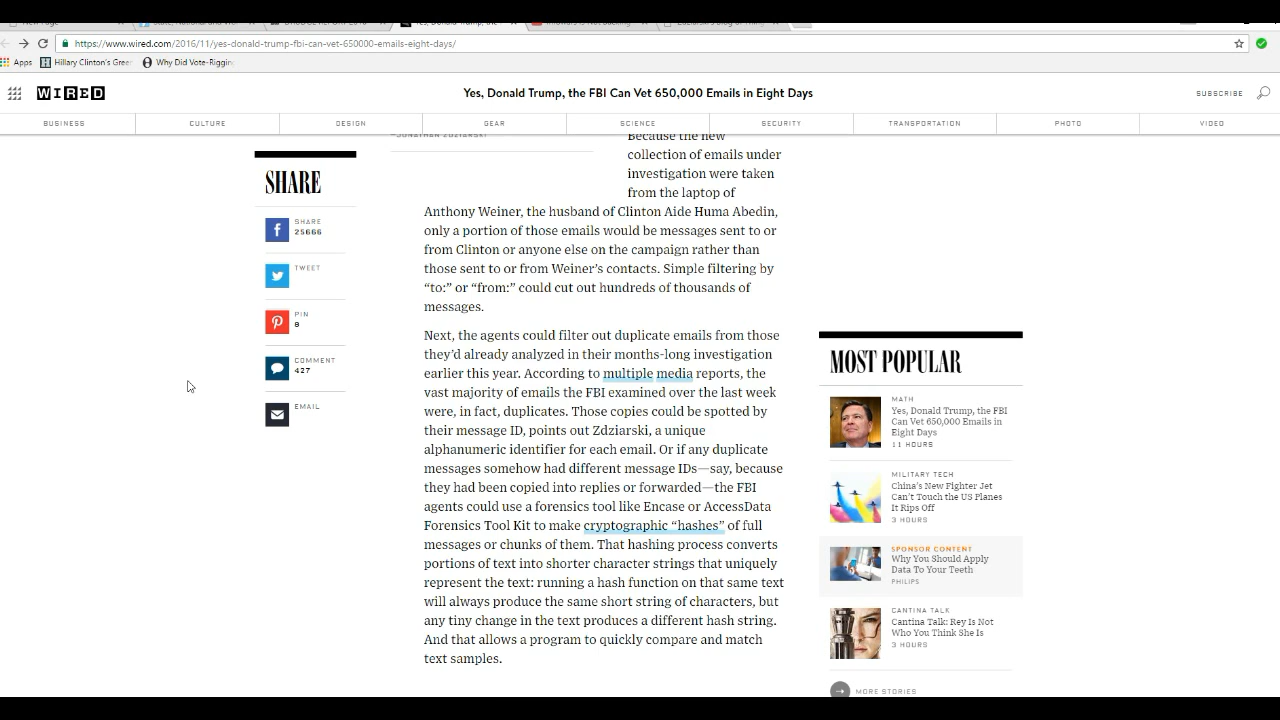 https://www.wired.com/2016/11/yes-donald-trump-fbi-can-vet-650000-emails-eight-days/
Apps Hillary Clinton's Gree Why Did Vote-Riggin
WIRED
Yes, Donald Trump, the FBI Can Vet 650,000 Emails in Eight Days
SUBSCRIBE
BUSINESS CULTURE DESIGN GEAR SCIENCE SECURITY TRANSPORTATION PHOTO VIDEO
SHARE
SHARE
25666
TWEET
PIN
8
COMMENT
427
EMAIL
—JONATHAN ZDZIARSKI
Because the new
collection of emails under
investigation were taken
from the laptop of
Anthony Weiner, the husband of Clinton Aide Huma Abedin,
only a portion of those emails would be messages sent to or
from Clinton or anyone else on the campaign rather than
those sent to or from Weiner's contacts. Simple filtering by
“to:” or “from:” could cut out hundreds of thousands of
messages.
Next, the agents could filter out duplicate emails from those
they'd already analyzed in their months-long investigation
earlier this year. According to multiple media reports, the
vast majority of emails the FBI examined over the last week
were, in fact, duplicates. Those copies could be spotted by
their message ID, points out Zdziarski, a unique
alphanumeric identifier for each email. Or if any duplicate
messages somehow had different message IDs—say, because
they had been copied into replies or forwarded—the FBI
agents could use a forensics tool like Encase or AccessData
Forensics Tool Kit to make cryptographic “hashes” of full
messages or chunks of them. That hashing process converts
portions of text into shorter character strings that uniquely
represent the text: running a hash function on that same text
will always produce the same short string of characters, but
any tiny change in the text produces a different hash string.
And that allows a program to quickly compare and match
text samples.
MOST POPULAR
MATH
Yes, Donald Trump, the FBI
Can Vet 650,000 Emails in
Eight Days
11 HOURS
MILITARY TECH
China's New Fighter Jet
Can't Touch the US Planes
It Rips Off
3 HOURS
SPONSOR CONTENT
Why You Should Apply
Data To Your Teeth
PHILIPS
CANTINA TALK
Cantina Talk: Rey Is Not
Who You Think She Is
3 HOURS
MORE STORIES